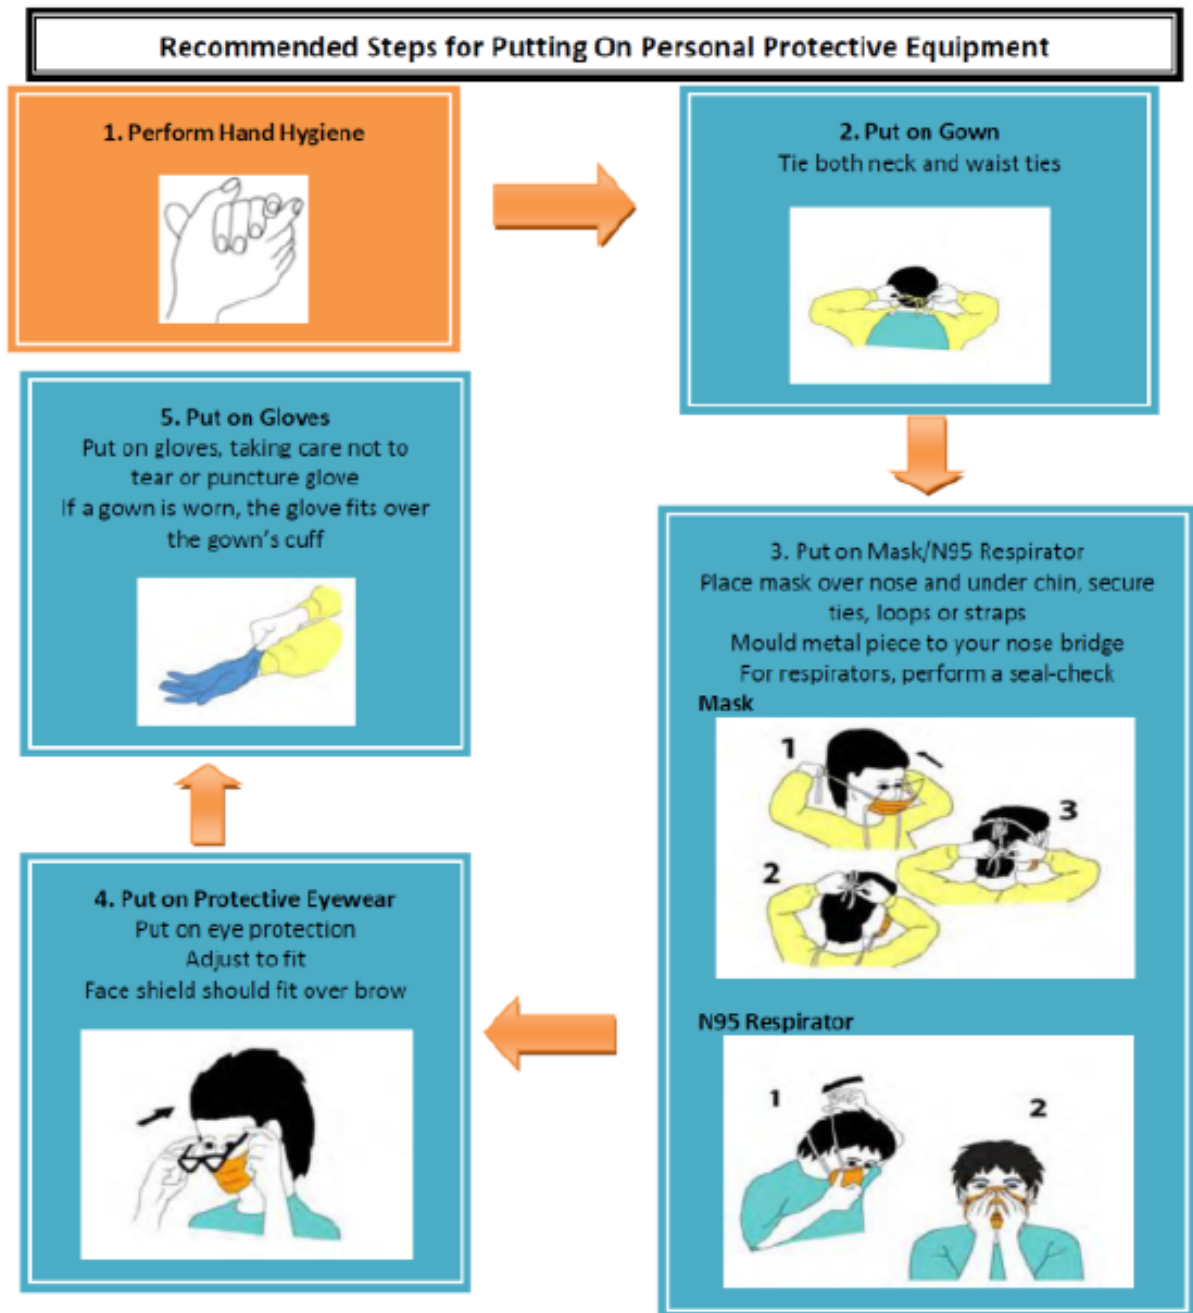 Recommended Steps for Putting On Personal Protective Equipment
1. Perform Hand Hygiene
2. Put on Gown
Tie both neck and waist ties
3. Put on Mask/N95 Respirator
Place mask over nose and under chin, secure
ties, loops or straps
Mould metal piece to your nose bridge
For respirators, perform a seal-check
Mask
1
2
3
N95 Respirator
1
2
4. Put on Protective Eyewear
Put on eye protection
Adjust to fit
Face shield should fit over brow
5. Put on Gloves
Put on gloves, taking care not to
tear or puncture glove
If a gown is worn, the glove fits over
the gown's cuff